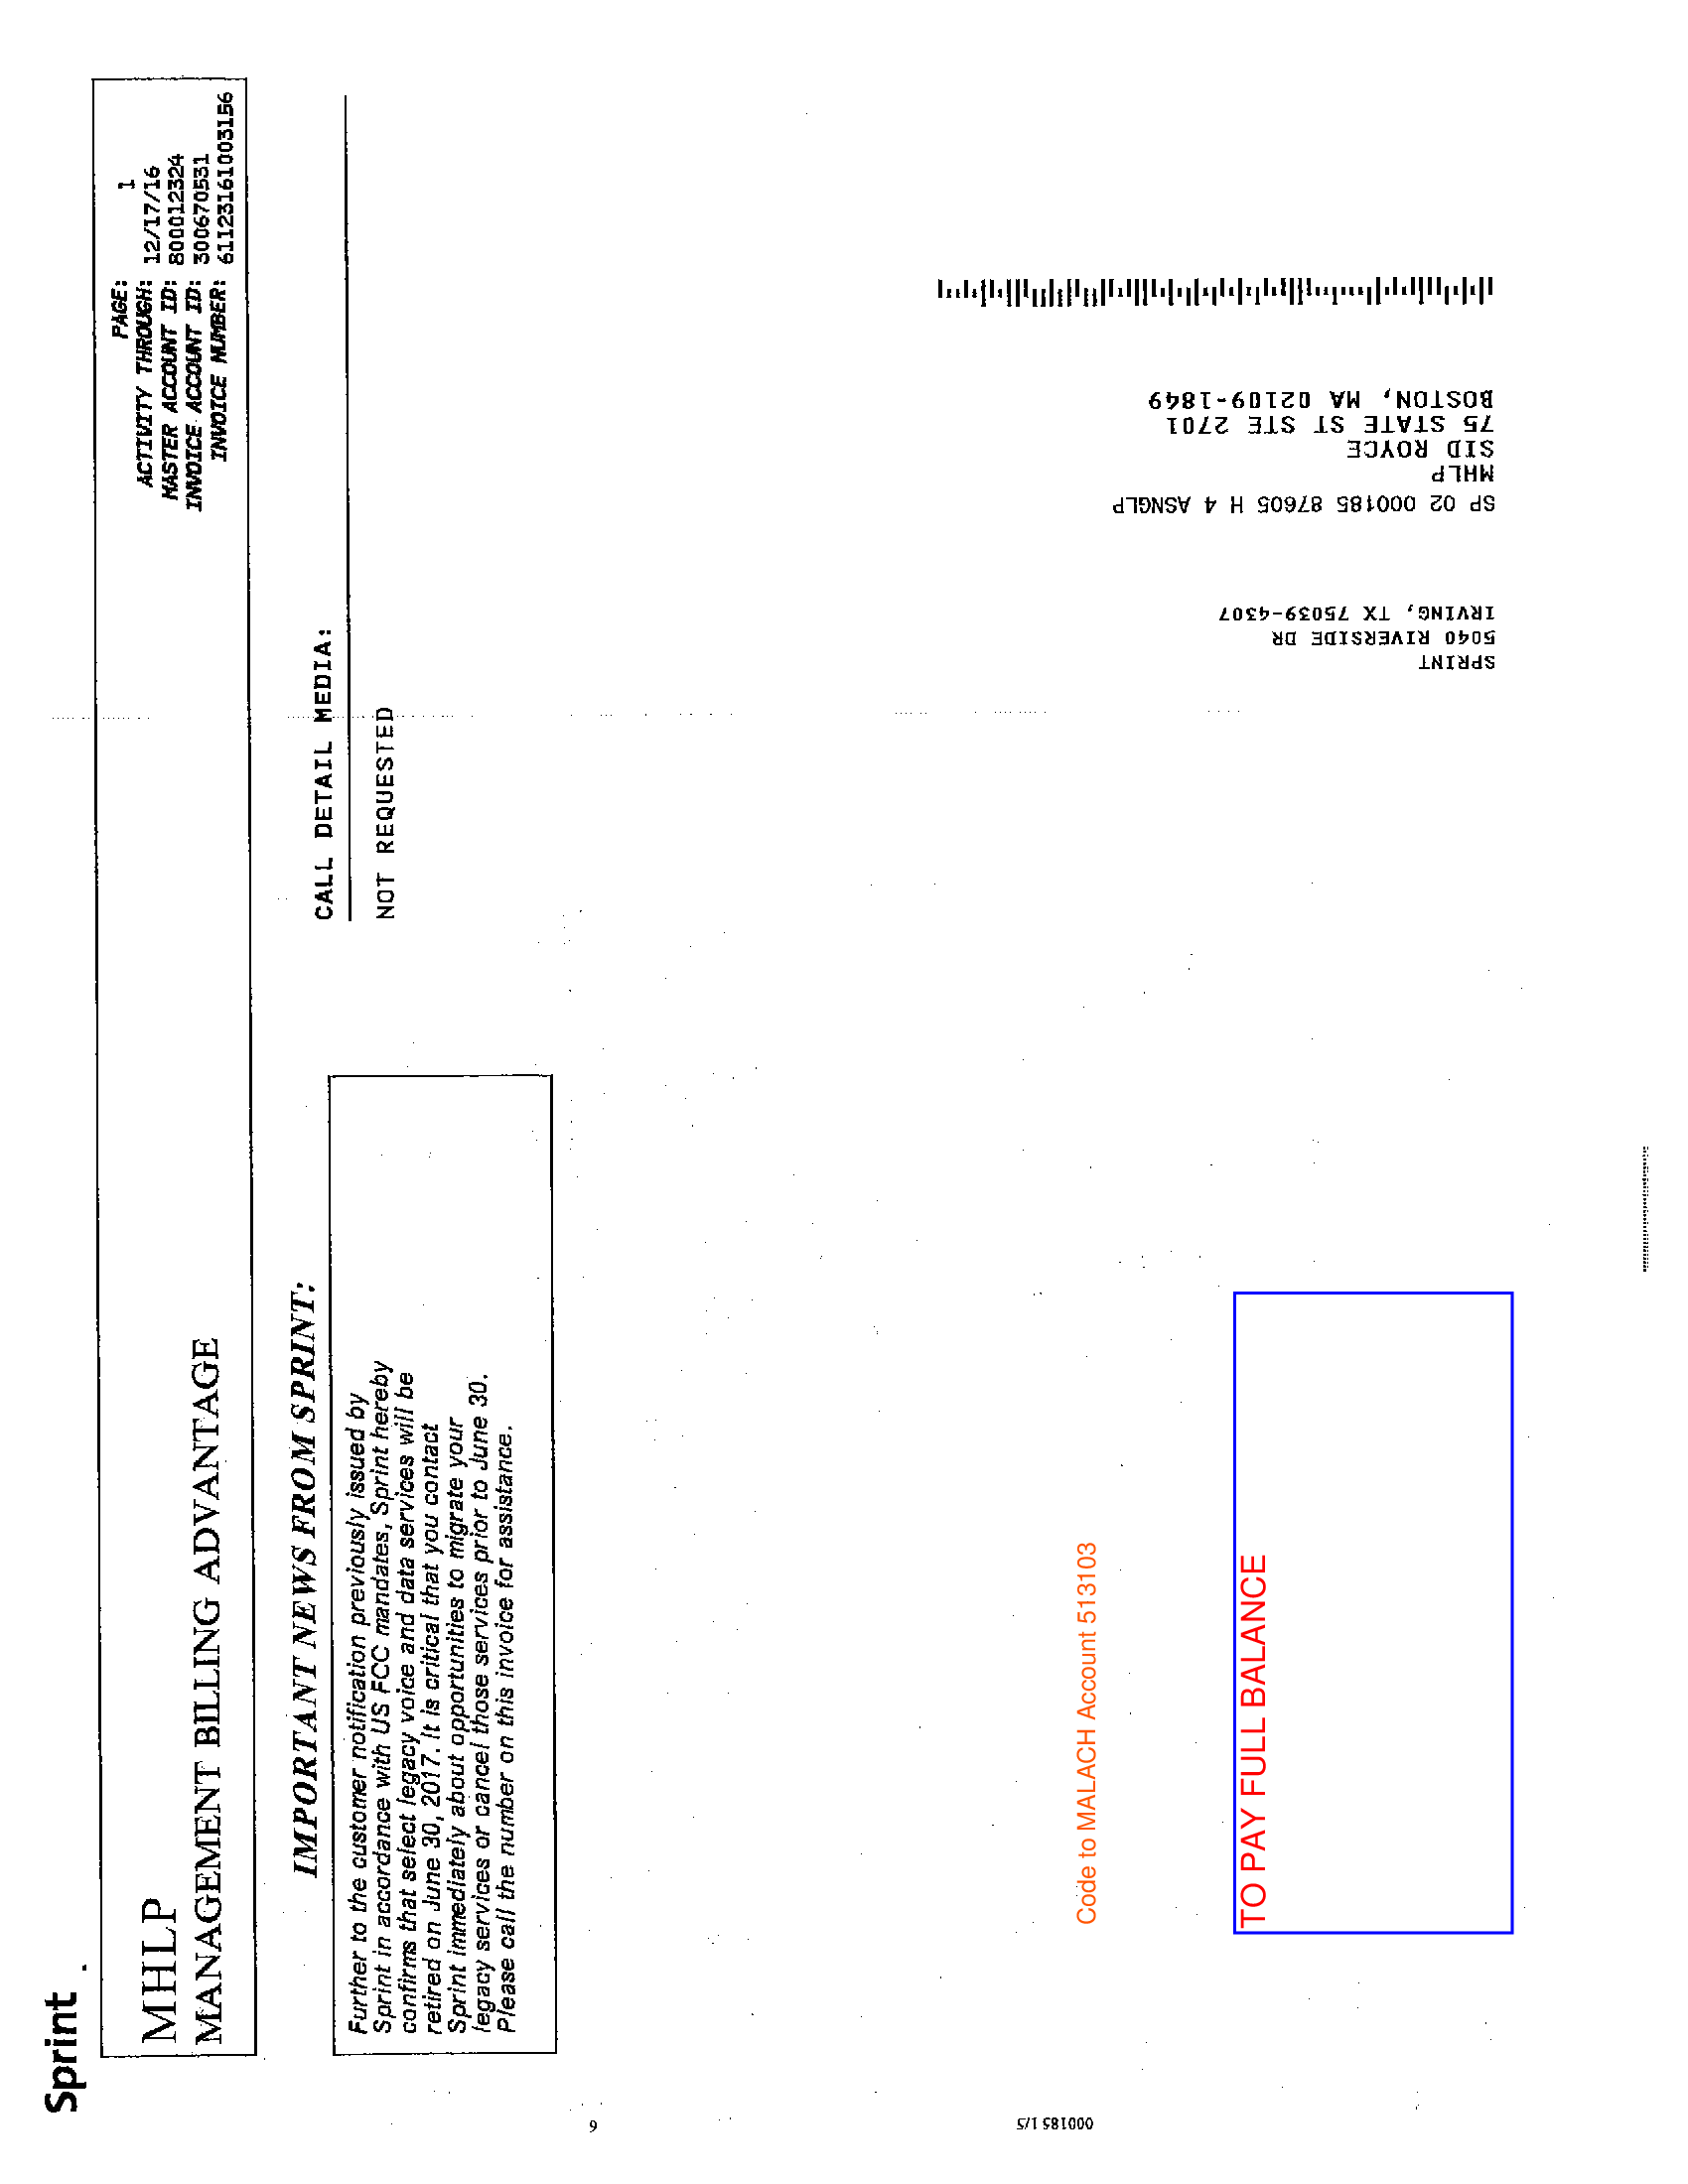 Sprint
MHLP
MANAGEMENT BILLING ADVANTAGE
PAGE: 1
ACTIVITY THROUGH: 12/17/16
MASTER ACCOUNT ID: 800012324
INVOICE ACCOUNT ID: 300670531
INVOICE NUMBER: 61123161003156
IMPORTANT NEWS FROM SPRINT:
Further to the customer notification previously issued by
Sprint in accordance with US FCC mandates, Sprint hereby
confirms that select legacy voice and data services will be
retired on June 30, 2017. It is critical that you contact
Sprint immediately about opportunities to migrate your
legacy services or cancel those services prior to June 30.
Please call the number on this invoice for assistance.
CALL DETAIL MEDIA:
NOT REQUESTED
Code to MALACH Account 513103
TO PAY FULL BALANCE
SPRINT
5040 RIVERSIDE DR
IRVING, TX 75039-4307
SP 02 000185 87605 H 4 ASNGLP
MHLP
SID ROYCE
75 STATE ST STE 2701
BOSTON, MA 02109-1849
6
000185 1/5